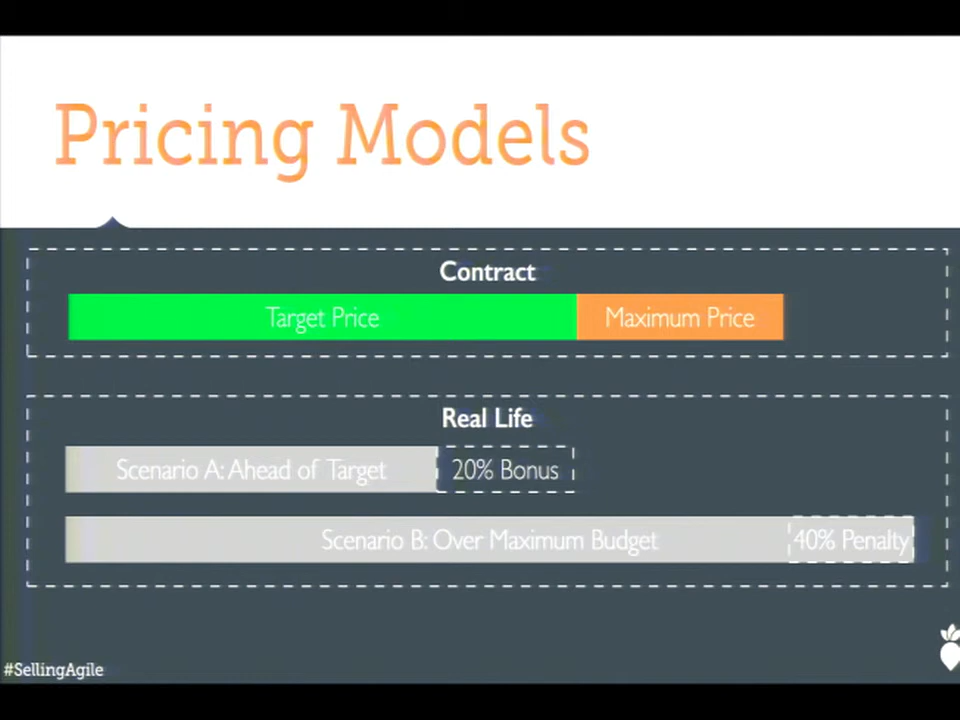 Pricing Models
Contract
Target Price
Maximum Price
Real Life
Scenario A: Ahead of Target
20% Bonus
Scenario B: Over Maximum Budget
40% Penalty
#SellingAgile